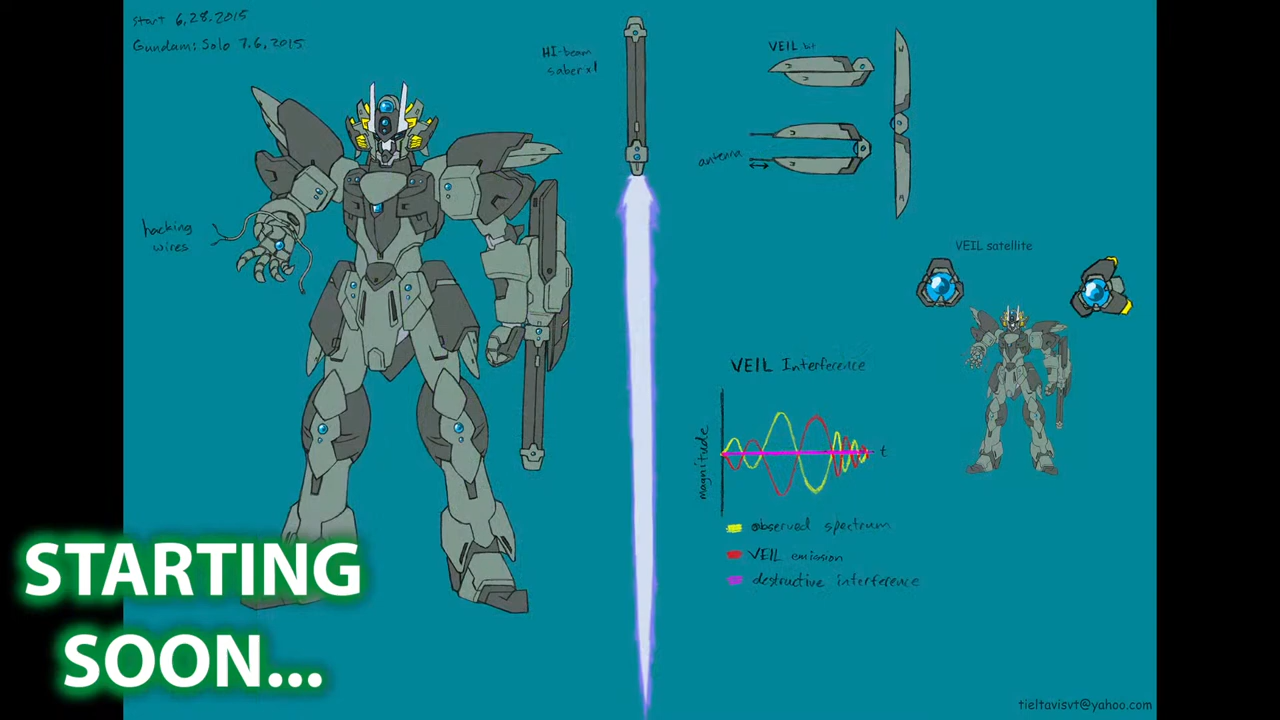 start 6,28,2015
Gundam: Solo 7.6,2015
HI-beam
saber x1
VEIL bit
antenna
hacking
wires
VEIL satellite
VEIL Interference
magnitude
t
observed spectrum
VEIL emission
destructive interference
STARTING
SOON...
tieltavisvt@yahoo.com